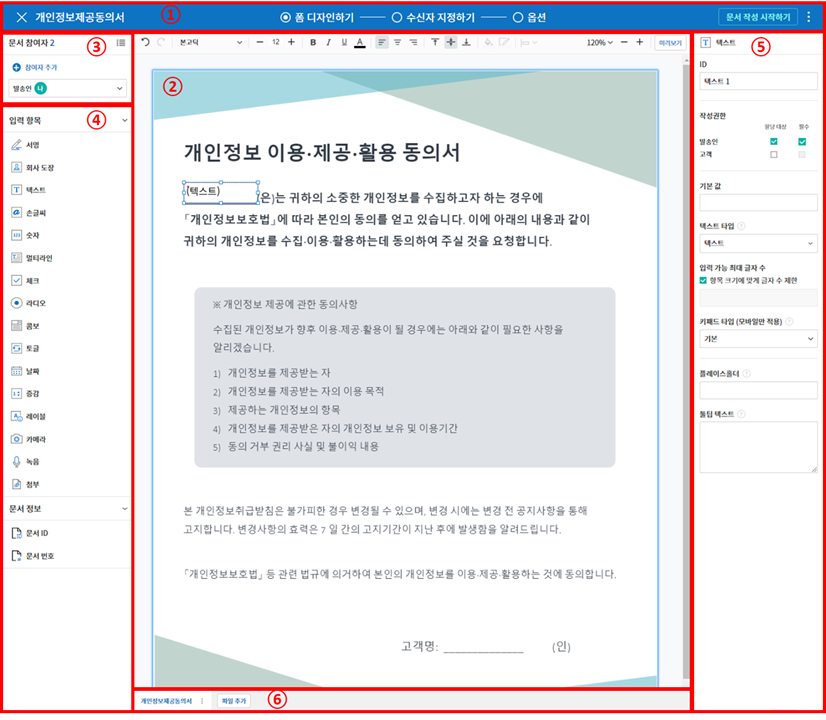 개인정보제공동의서
①
폼 디자인하기
수신자 지정하기
옵션
문서 작성 시작하기
문서 참여자 2
③
참여자 추가
발송인 나
입력 항목
④
서명
회사 도장
텍스트
손글씨
숫자
멀티라인
체크
라디오
콤보
토글
날짜
증감
레이블
카메라
녹음
첨부
문서 정보
문서 ID
문서 번호
본고딕
12
B I U A
120%
미리보기
②
개인정보 이용·제공·활용 동의서
(텍스트)
(은)는 귀하의 소중한 개인정보를 수집하고자 하는 경우에
「개인정보보호법」에 따라 본인의 동의를 얻고 있습니다. 이에 아래의 내용과 같이
귀하의 개인정보를 수집·이용·활용하는데 동의하여 주실 것을 요청합니다.
※ 개인정보 제공에 관한 동의사항
수집된 개인정보가 향후 이용·제공·활용이 될 경우에는 아래와 같이 필요한 사항을
알리겠습니다.
1) 개인정보를 제공받는 자
2) 개인정보를 제공받는 자의 이용 목적
3) 제공하는 개인정보의 항목
4) 개인정보를 제공받은 자의 개인정보 보유 및 이용기간
5) 동의 거부 권리 사실 및 불이익 내용
본 개인정보취급방침은 불가피한 경우 변경될 수 있으며, 변경 시에는 변경 전 공지사항을 통해
고지합니다. 변경사항의 효력은 7 일 간의 고지기간이 지난 후에 발생함을 알려드립니다.
「개인정보보호법」 등 관련 법규에 의거하여 본인의 개인정보를 이용·제공·활용하는 것에 동의합니다.
고객명: ______________ (인)
개인정보제공동의서
파일 추가
⑥
텍스트
⑤
ID
텍스트 1
작성권한
할당 대상 필수
발송인
고객
기본 값
텍스트 타입
텍스트
입력 가능 최대 글자 수
항목 크기에 맞게 글자 수 제한
키패드 타입 (모바일만 적용)
기본
플레이스홀더
툴팁 텍스트